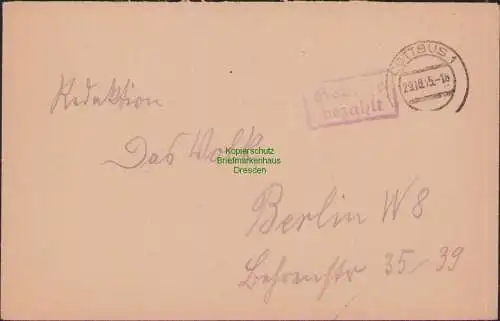 COTTBUS 1
bezahlt
Redaktion
Das Volk
Kopierschutz
Briefmarkenhaus
Dresden
Berlin W8
Behrenstr 35/39